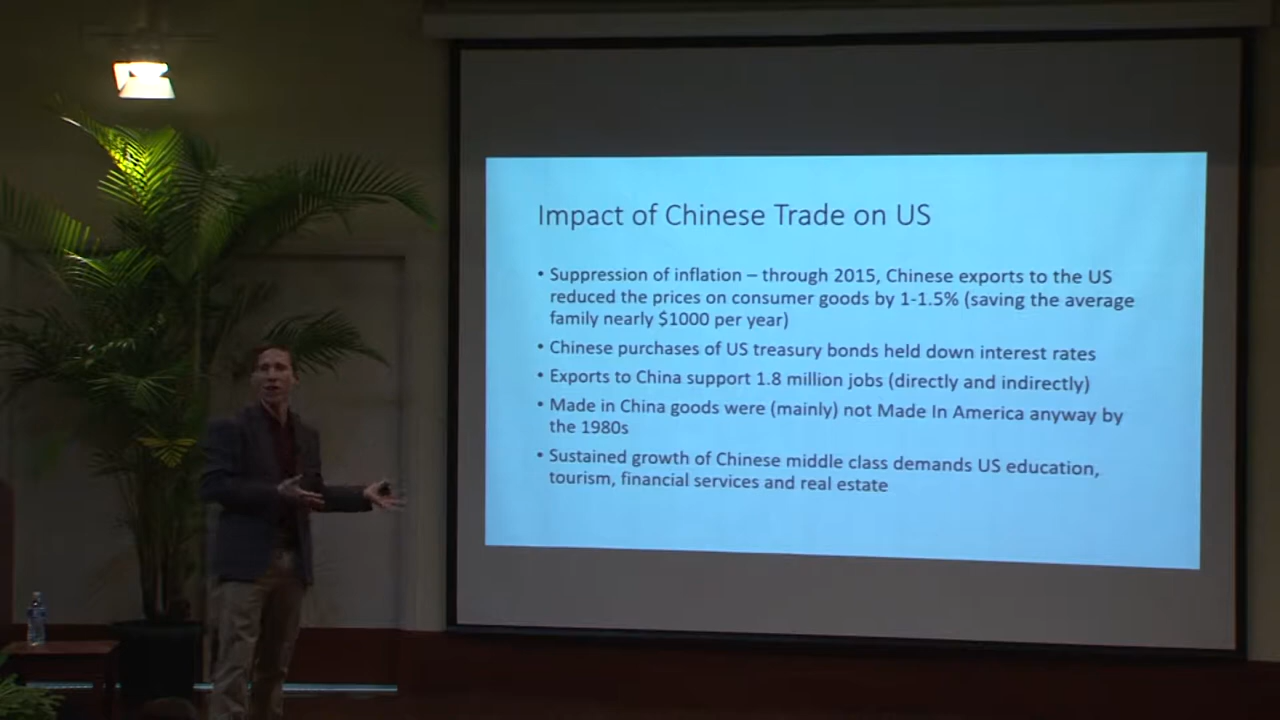 Impact of Chinese Trade on US
• Suppression of inflation – through 2015, Chinese exports to the US
reduced the prices on consumer goods by 1-1.5% (saving the average
family nearly $1000 per year)
• Chinese purchases of US treasury bonds held down interest rates
• Exports to China support 1.8 million jobs (directly and indirectly)
• Made in China goods were (mainly) not Made In America anyway by
the 1980s
• Sustained growth of Chinese middle class demands US education,
tourism, financial services and real estate